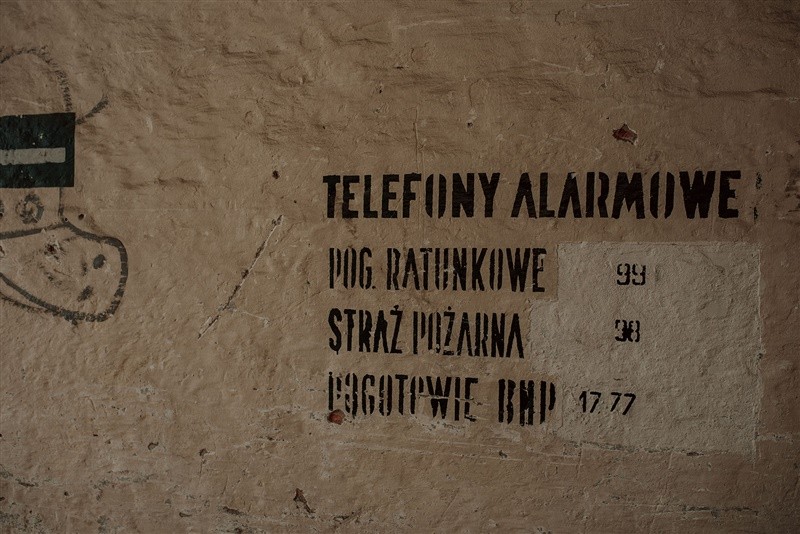 TELEFONY ALARMOWE
POG. RATUNKOWE 99
STRAŻ POŻARNA 98
POGOTOWIE BHP 17 77